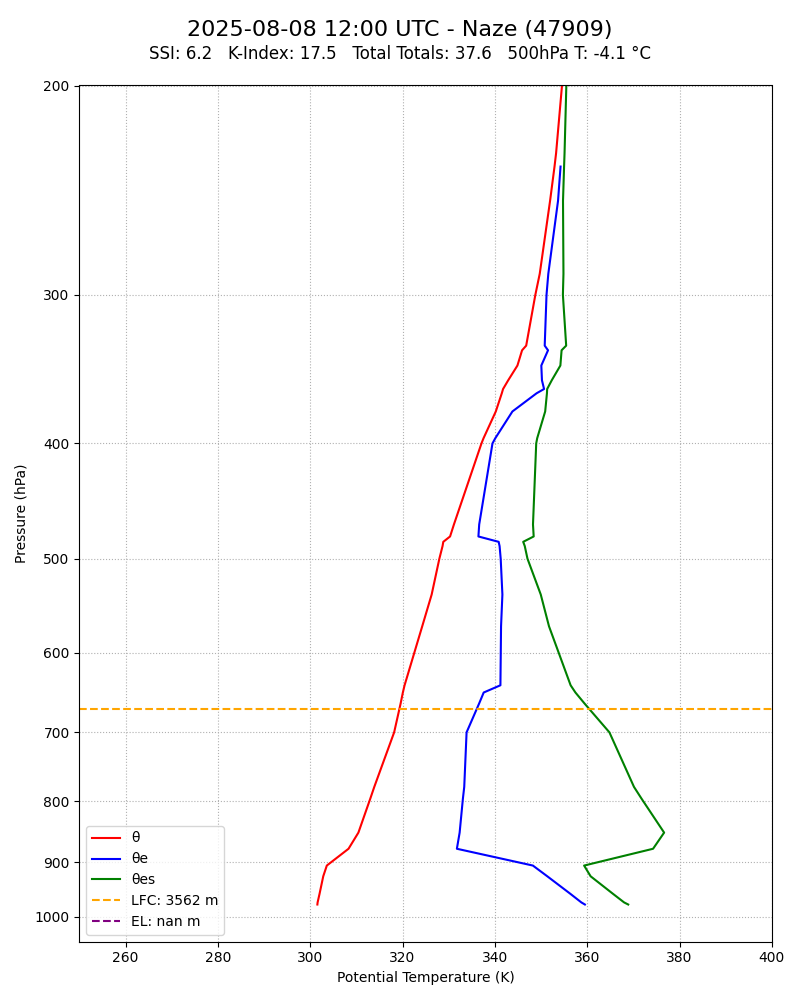 2025-08-08 12:00 UTC - Naze (47909)
SSI: 6.2   K-Index: 17.5   Total Totals: 37.6   500hPa T: -4.1 °C
200
300
400
500
600
700
800
900
1000
Pressure (hPa)
θ
θe
θes
LFC: 3562 m
EL: nan m
260 280 300 320 340 360 380 400
Potential Temperature (K)